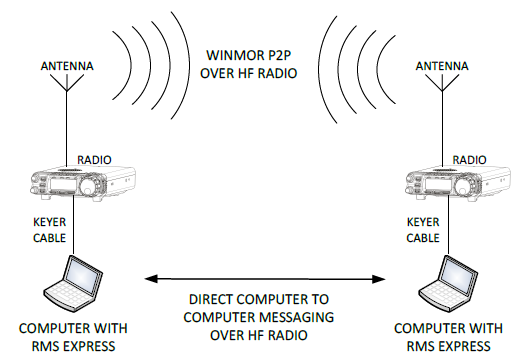 WINMOR P2P
OVER HF RADIO
ANTENNA
ANTENNA
RADIO
RADIO
KEYER
CABLE
KEYER
CABLE
DIRECT COMPUTER TO
COMPUTER MESSAGING
OVER HF RADIO
COMPUTER WITH
RMS EXPRESS
COMPUTER WITH
RMS EXPRESS